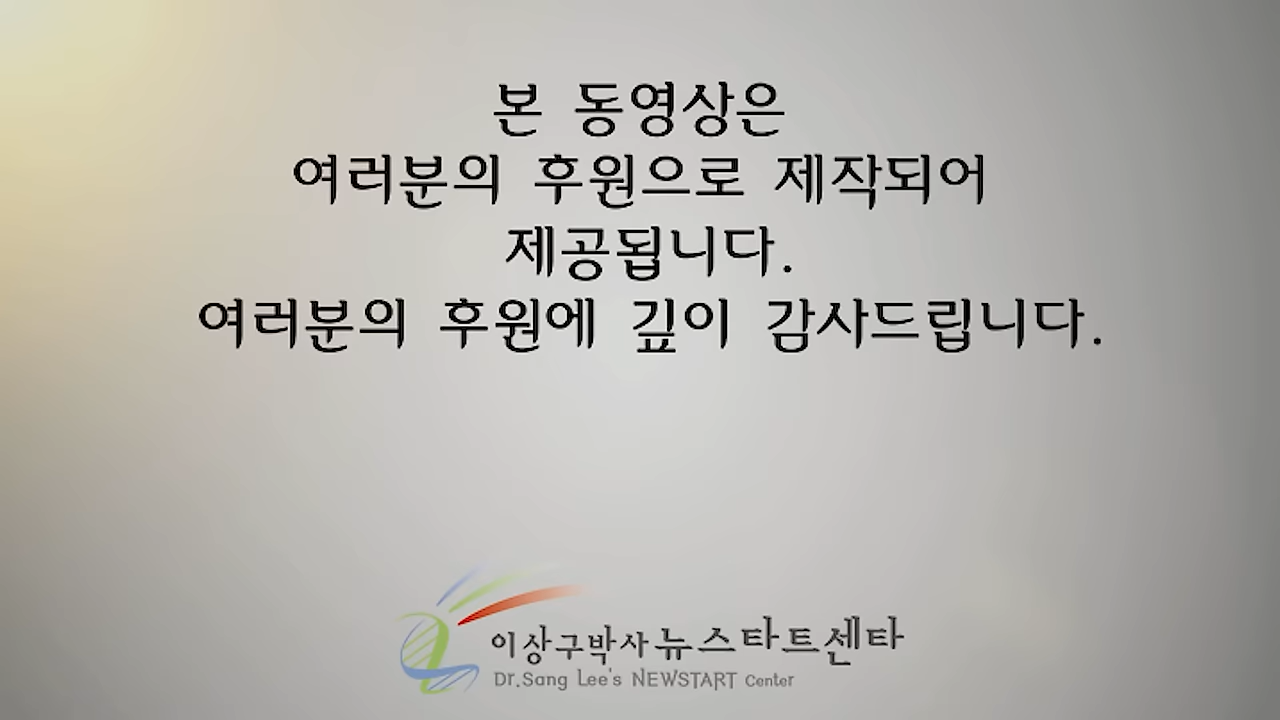 본 동영상은
여러분의 후원으로 제작되어
제공됩니다.
여러분의 후원에 깊이 감사드립니다.
이상구박사 뉴스타트센타
Dr.Sang Lee's NEWSTART Center